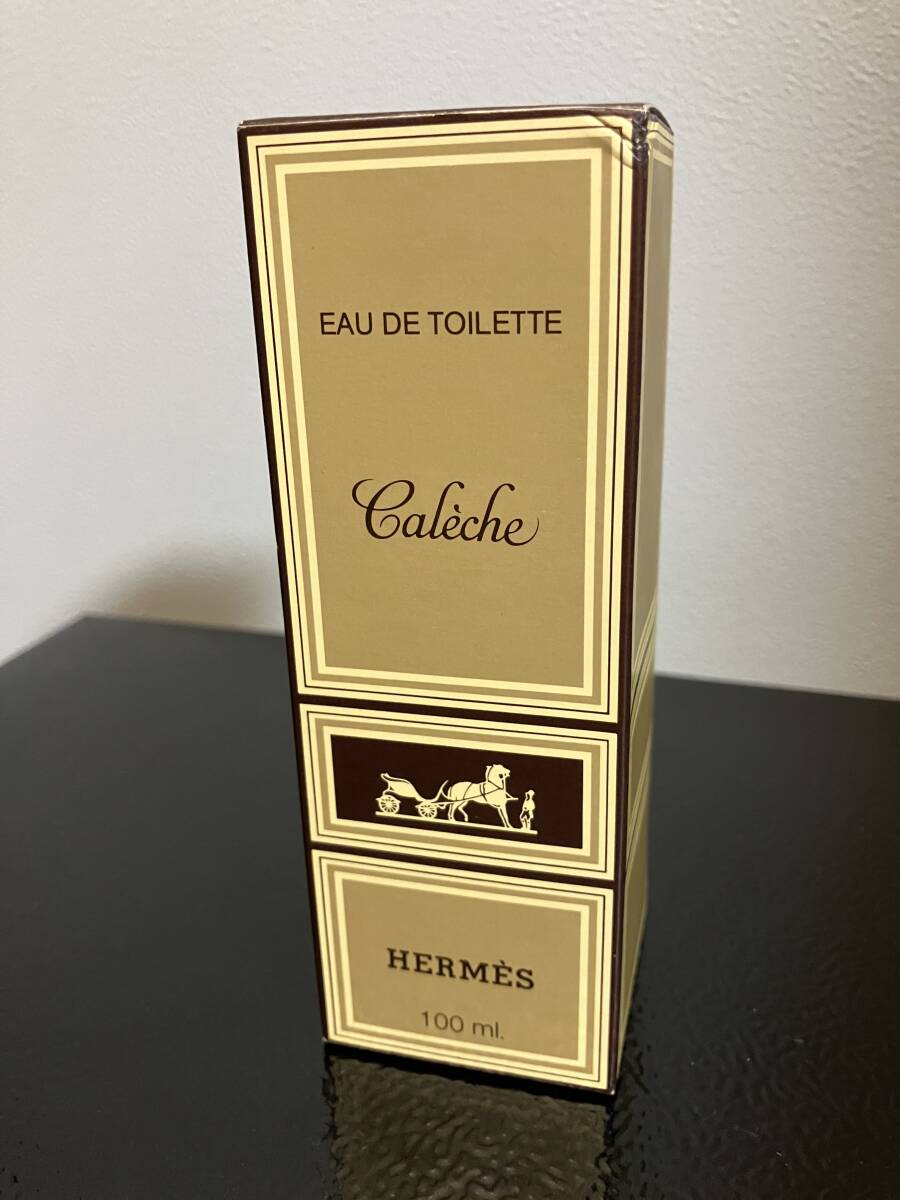 EAU DE TOILETTE
Calèche
HERMÈS
100 ml.